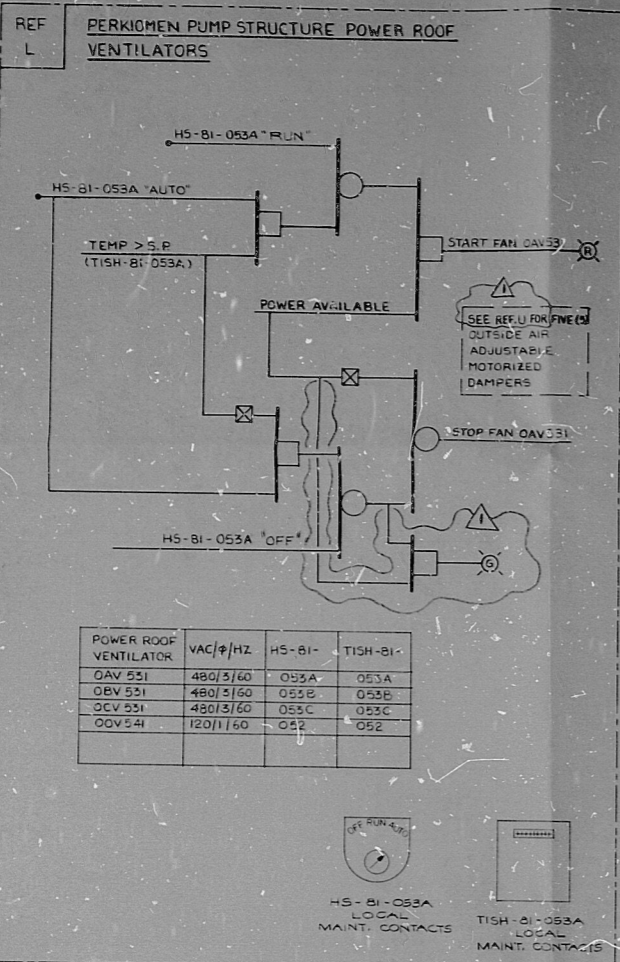 REF
L
PERKIOMEN PUMP STRUCTURE POWER ROOF
VENTILATORS
HS-81-053A "RUN"
HS-81-053A "AUTO"
TEMP > S.P.
(TISH-81-053A)
START FAN OAV531
R
POWER AVAILABLE
1
SEE REF. U FOR FIVE (5)
OUTSIDE AIR
ADJUSTABLE
MOTORIZED
DAMPERS
STOP FAN OAV531
1
HS-81-053A "OFF"
G
POWER ROOF
VENTILATOR
VAC/φ/HZ
HS-81-
TISH-81-
OAV 531 480/3/60 053A 053A
OBV 531 480/3/60 053B 053B
OCV 531 480/3/60 053C 053C
OOV 541 120/1/60 052 052
OFF RUN AUTO
HS-81-053A
LOCAL
MAINT. CONTACTS
TISH-81-053A
LOCAL
MAINT. CONTACTS